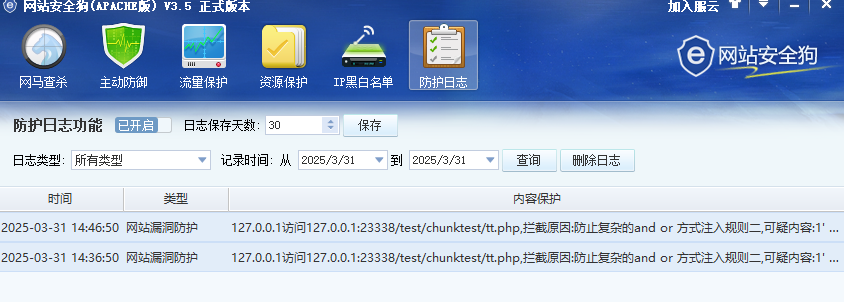 网站安全狗(APACHE版) V3.5 正式版本 加入服云
网马查杀 主动防御 流量保护 资源保护 IP黑白名单 防护日志 网站安全狗
防护日志功能 已开启 日志保存天数: 30 保存
日志类型: 所有类型 记录时间: 从 2025/3/31 到 2025/3/31 查询 删除日志
时间 类型 内容保护
2025-03-31 14:46:50 网站漏洞防护 127.0.0.1访问127.0.0.1:23338/test/chunktest/tt.php,拦截原因:防止复杂的and or 方式注入规则二,可疑内容:1' ...
2025-03-31 14:36:50 网站漏洞防护 127.0.0.1访问127.0.0.1:23338/test/chunktest/tt.php,拦截原因:防止复杂的and or 方式注入规则二,可疑内容:1' ...